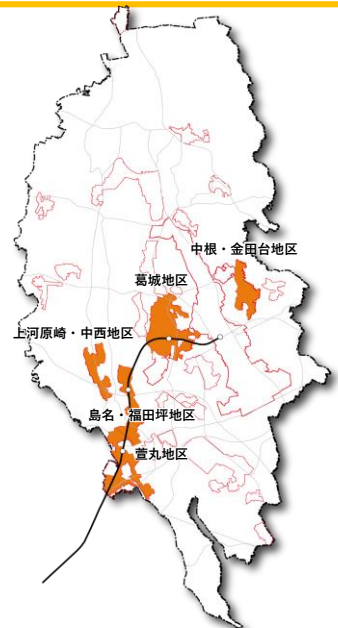 中根・金田台地区
葛城地区
上河原崎・中西地区
島名・福田坪地区
萱丸地区